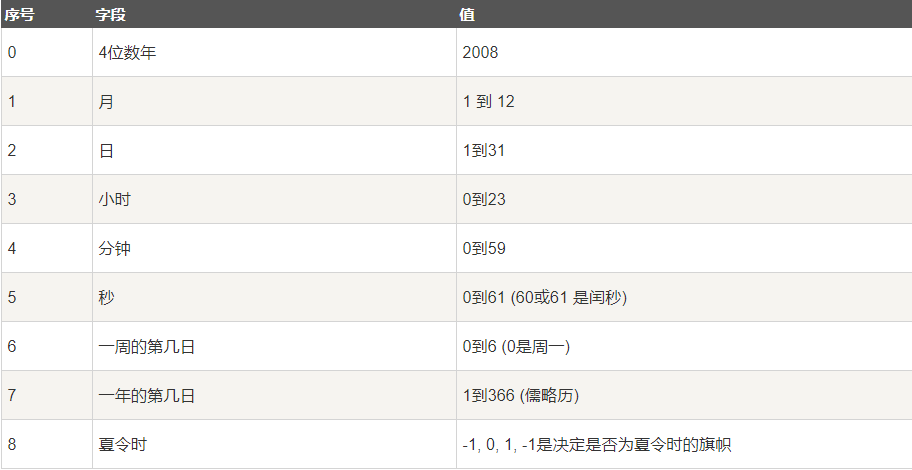 序号 字段 值
0 4位数年 2008
1 月 1 到 12
2 日 1到31
3 小时 0到23
4 分钟 0到59
5 秒 0到61 (60或61 是闰秒)
6 一周的第几日 0到6 (0是周一)
7 一年的第几日 1到366 (儒略历)
8 夏令时 -1, 0, 1, -1是决定是否为夏令时的旗帜